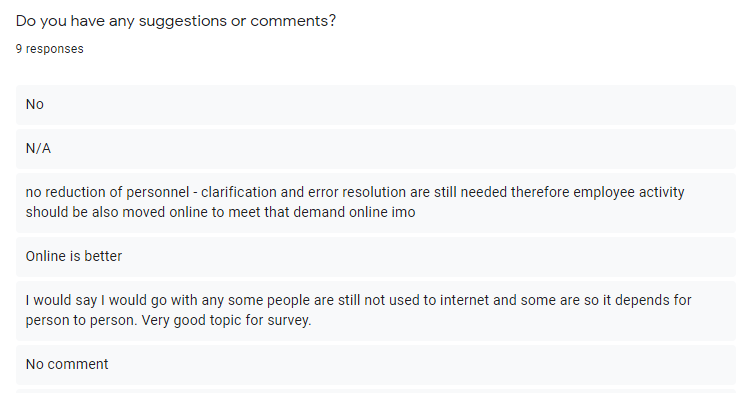 Do you have any suggestions or comments?
9 responses
No
N/A
no reduction of personnel - clarification and error resolution are still needed therefore employee activity
should be also moved online to meet that demand online imo
Online is better
I would say I would go with any some people are still not used to internet and some are so it depends for
person to person. Very good topic for survey.
No comment